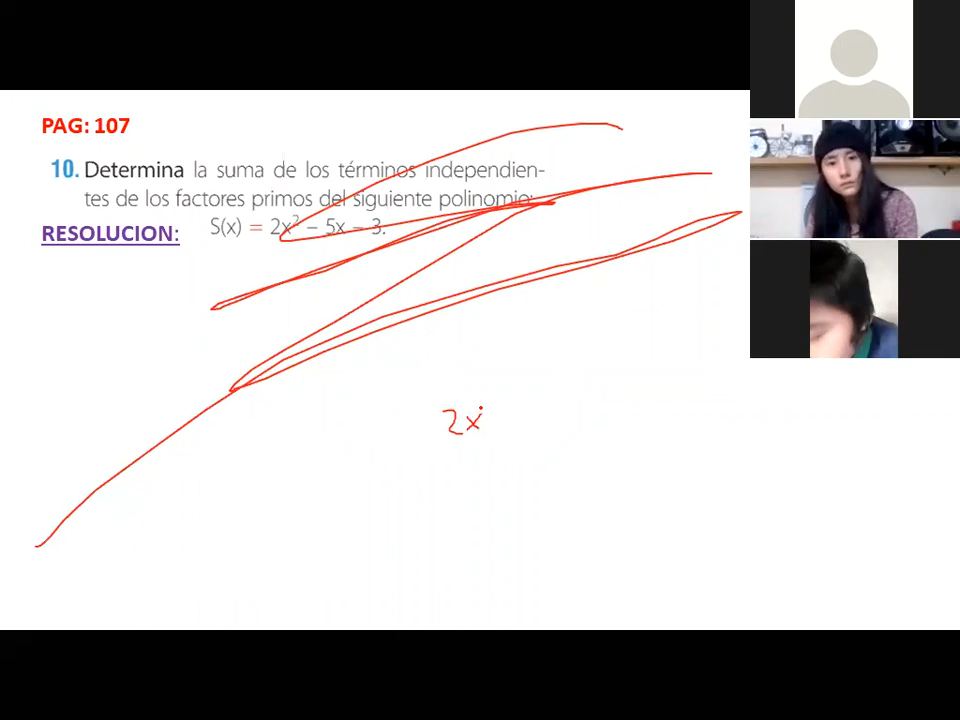 PAG: 107
10. Determina la suma de los términos independien-
tes de los factores primos del siguiente polinomio:
RESOLUCION: S(x) = 2x² – 5x – 3.
2x